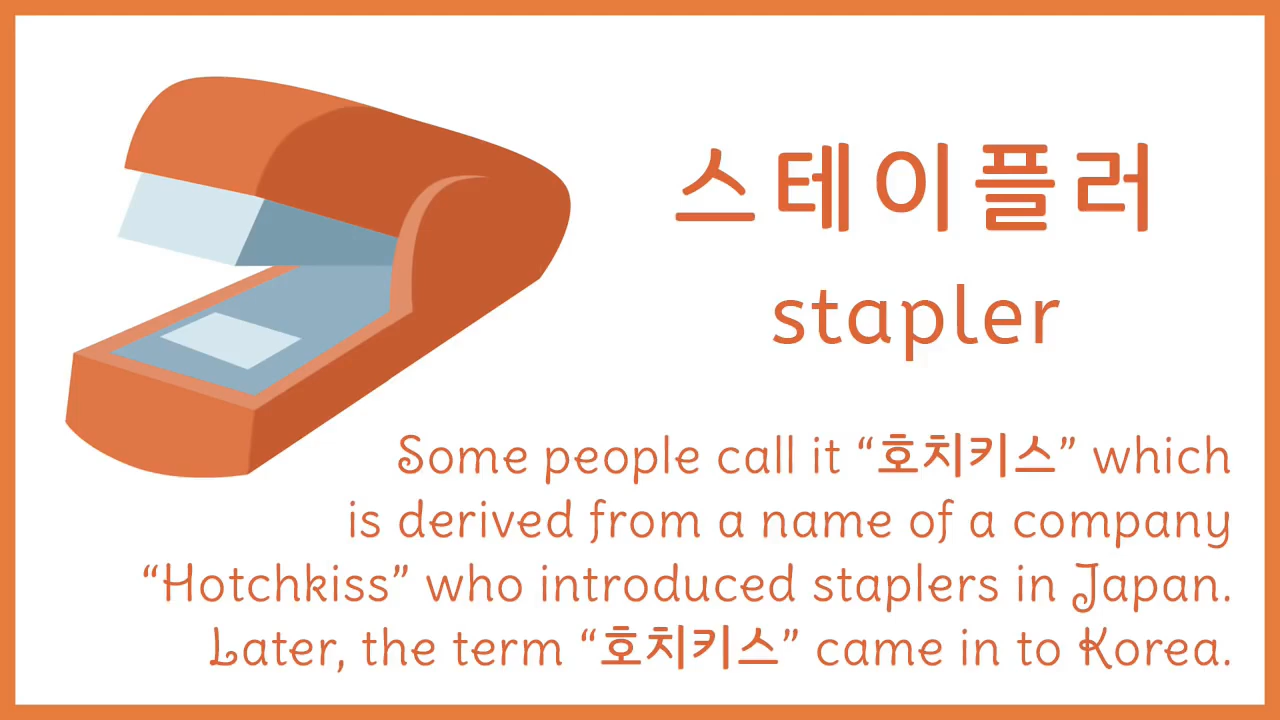 스테이플러
stapler
Some people call it “호치키스” which
is derived from a name of a company
“Hotchkiss” who introduced staplers in Japan.
Later, the term “호치키스” came in to Korea.